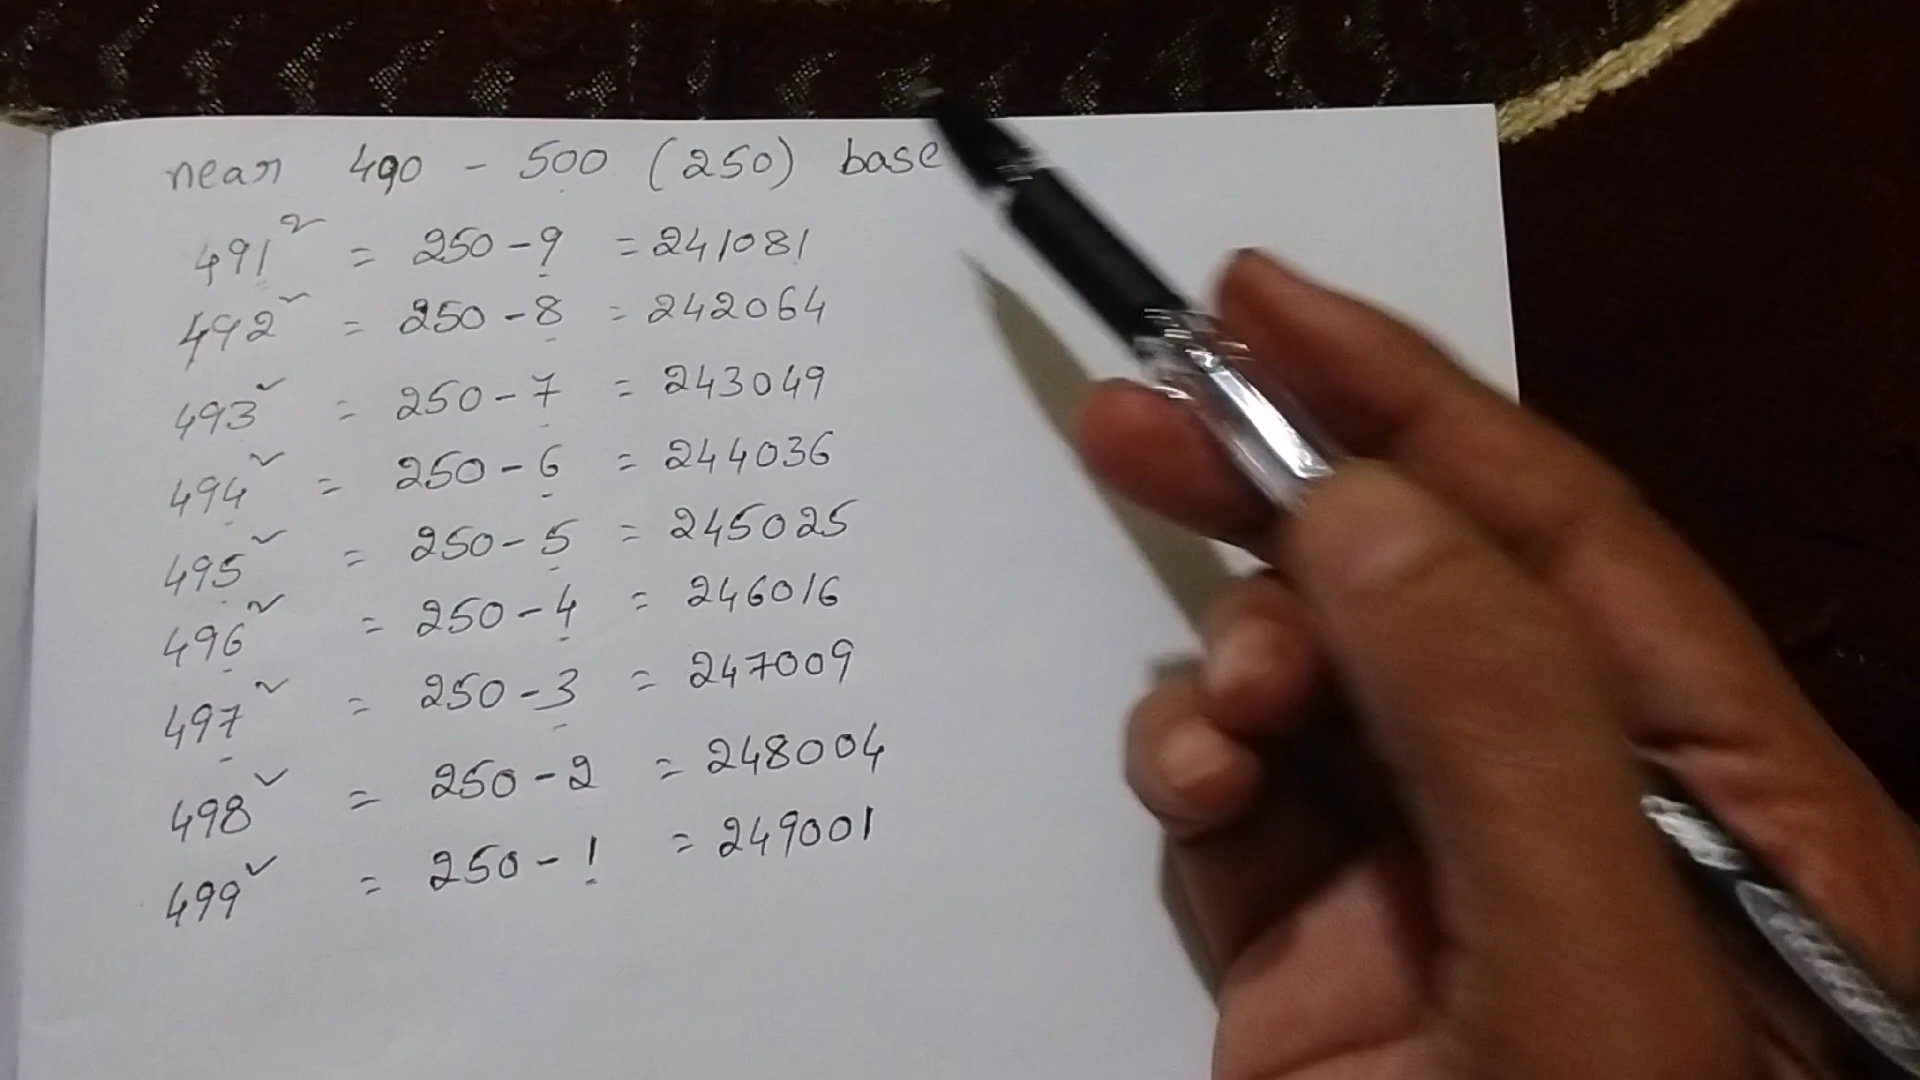 near 490 - 500 (250) base
491² = 250-9 = 241081
492² = 250-8 = 242064
493² = 250-7 = 243049
494² = 250-6 = 244036
495² = 250-5 = 245025
496² = 250-4 = 246016
497² = 250-3 = 247009
498² = 250-2 = 248004
499² = 250-1 = 249001